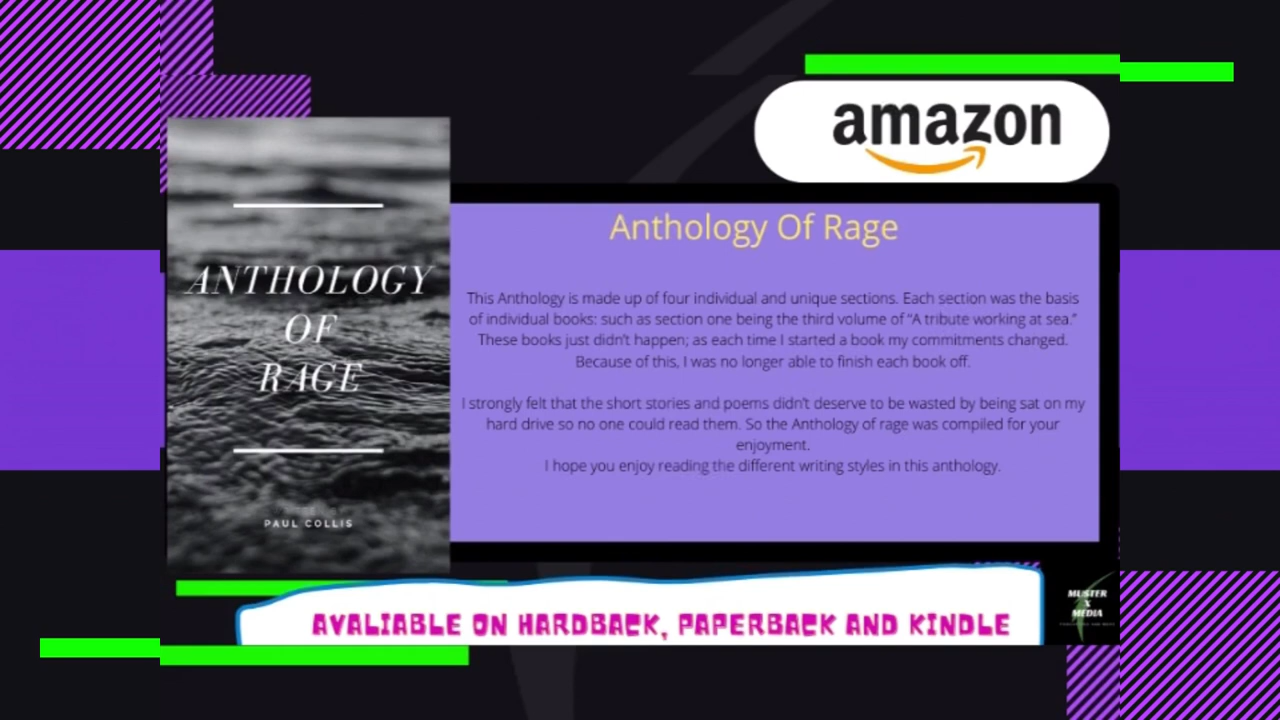 amazon
ANTHOLOGY
OF
RAGE
PAUL COLLIS
Anthology Of Rage
This Anthology is made up of four individual and unique sections. Each section was the basis
of individual books: such as section one being the third volume of “A tribute working at sea.”
These books just didn’t happen; as each time I started a book my commitments changed.
Because of this, I was no longer able to finish each book off.
I strongly felt that the short stories and poems didn’t deserve to be wasted by being sat on my
hard drive so no one could read them. So the Anthology of rage was compiled for your
enjoyment.
I hope you enjoy reading the different writing styles in this anthology.
AVALIABLE ON HARDBACK, PAPERBACK AND KINDLE
MUSTER
X
MEDIA